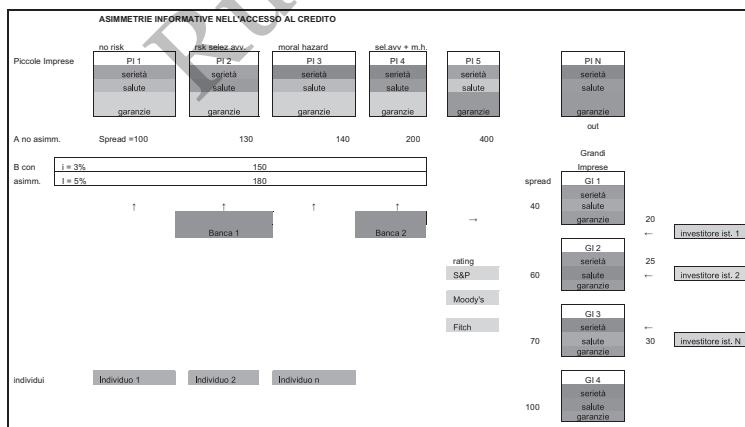 ASIMMETRIE INFORMATIVE NELL'ACCESSO AL CREDITO
no risk rsk selez avv. moral hazard sel.avv + m.h.
Piccole Imprese PI 1 PI 2 PI 3 PI 4 PI 5 PI N
serietà serietà serietà serietà serietà serietà
salute salute salute salute salute salute
garanzie garanzie garanzie garanzie garanzie garanzie
out
A no asimm. Spread =100 130 140 200 400
Grandi
Imprese
B con i = 3% 150
asimm. I = 5% 180
spread GI 1
serietà
40 salute
garanzie 20
Banca 1 Banca 2
← investitore ist. 1
GI 2
rating serietà 25
S&P 60 salute ← investitore ist. 2
garanzie
Moody's
GI 3
Fitch serietà ←
70 salute 30 investitore ist. N
garanzie
individui Individuo 1 Individuo 2 Individuo n GI 4
serietà
100 salute
garanzie